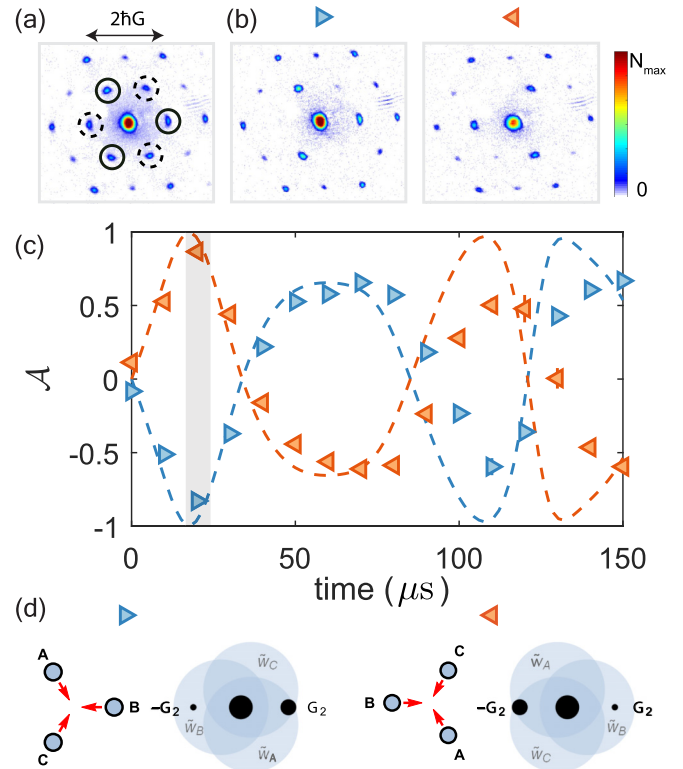 (a)
2ħG
(b)
N_max
0
(c)
1
0.5
0
-0.5
-1
𝒜
0
50
100
150
time (μs)
(d)
A
B
C
-G₂
G₂
w̃_C
w̃_B
w̃_A
C
B
A
-G₂
G₂
w̃_A
w̃_B
w̃_C